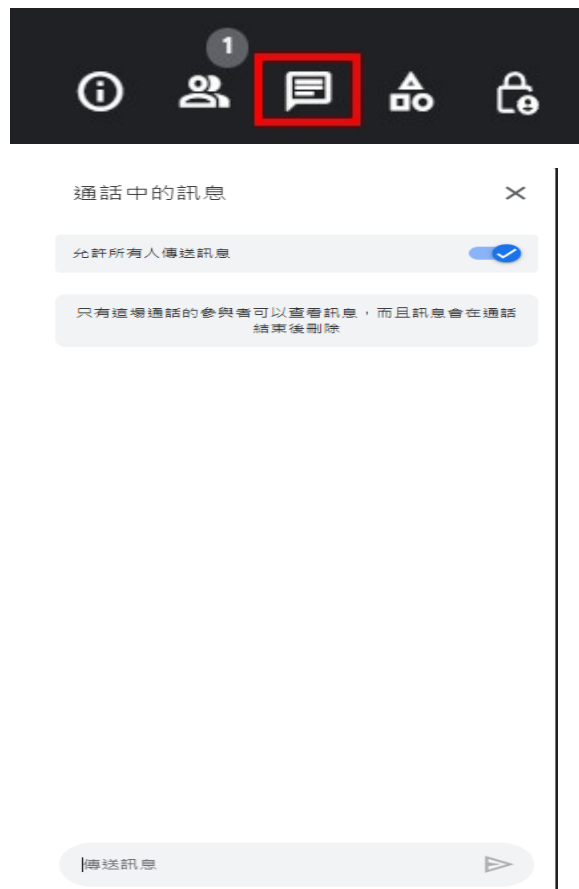 1
通話中的訊息
允許所有人傳送訊息
只有這場通話的參與者可以查看訊息，而且訊息會在通話
結束後刪除
傳送訊息